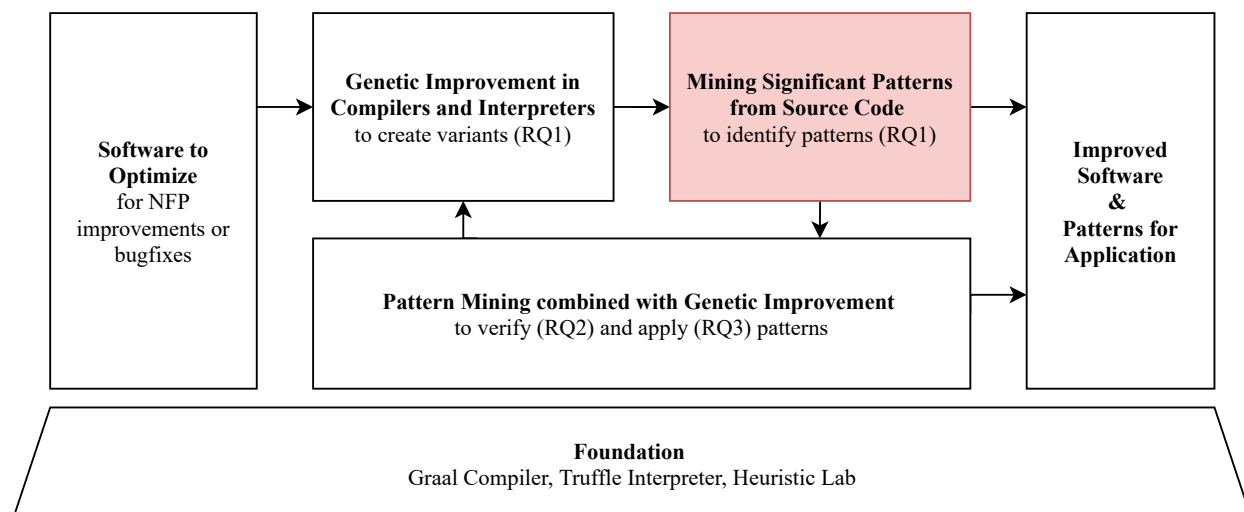 Software to
Optimize
for NFP
improvements or
bugfixes
Genetic Improvement in
Compilers and Interpreters
to create variants (RQ1)
Mining Significant Patterns
from Source Code
to identify patterns (RQ1)
Pattern Mining combined with Genetic Improvement
to verify (RQ2) and apply (RQ3) patterns
Improved
Software
&
Patterns for
Application
Foundation
Graal Compiler, Truffle Interpreter, Heuristic Lab